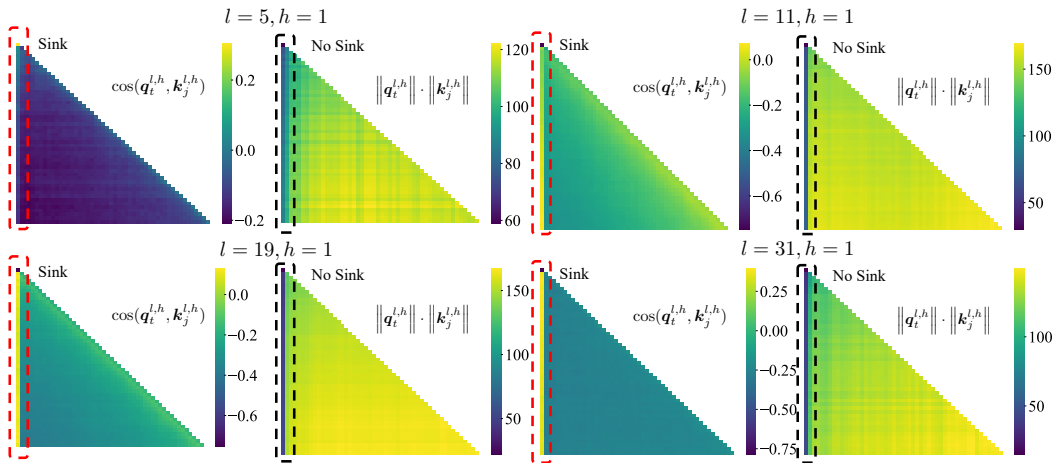 l = 5, h = 1
Sink
cos(q_t^{l,h}, k_j^{l,h})
0.2
0.0
−0.2
No Sink
‖q_t^{l,h}‖ · ‖k_j^{l,h}‖
120
100
80
60
l = 11, h = 1
Sink
cos(q_t^{l,h}, k_j^{l,h})
0.0
−0.2
−0.4
−0.6
No Sink
‖q_t^{l,h}‖ · ‖k_j^{l,h}‖
150
100
50
l = 19, h = 1
Sink
cos(q_t^{l,h}, k_j^{l,h})
0.0
−0.2
−0.4
−0.6
No Sink
‖q_t^{l,h}‖ · ‖k_j^{l,h}‖
150
100
50
l = 31, h = 1
Sink
cos(q_t^{l,h}, k_j^{l,h})
0.25
0.00
−0.25
−0.50
−0.75
No Sink
‖q_t^{l,h}‖ · ‖k_j^{l,h}‖
100
50